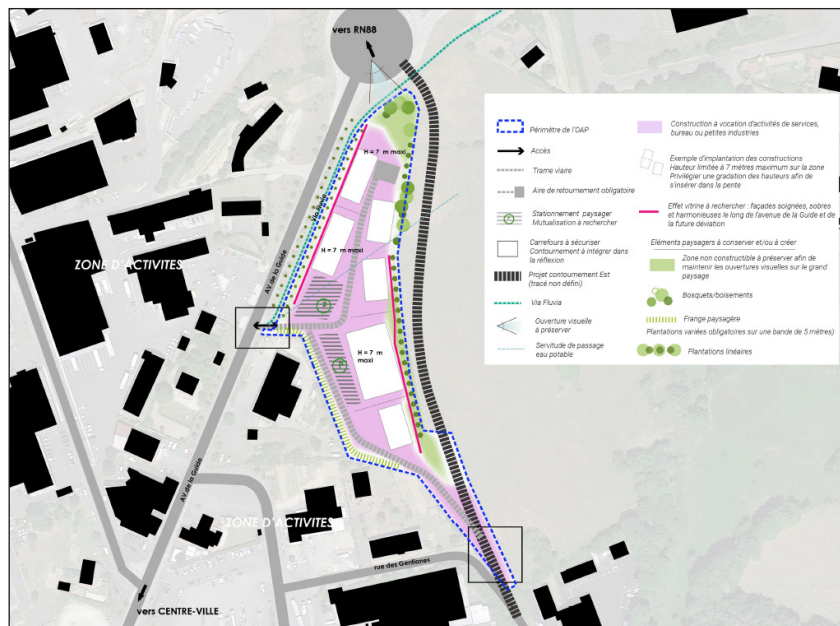 vers RN88
H = 7 m maxi
Via Fluvia
AV de la Guide
H = 7 m maxi
ZONE D'ACTIVITES
P
H = 7 m
maxi
P
AV de la Guide
ZONE D'ACTIVITES
rue des Gentianes
vers CENTRE-VILLE
Périmètre de l'OAP
Accès
Trame viaire
Aire de retournement obligatoire
P
Stationnement paysager
Mutualisation à rechercher
Carrefours à sécuriser
Contournement à intégrer dans
la réflexion
Projet contournement Est
(tracé non défini)
Via Fluvia
Ouverture visuelle
à préserver
Servitude de passage
eau potable
Construction à vocation d'activités de services,
bureau ou petites industries
Exemple d'implantation des constructions
Hauteur limitée à 7 mètres maximum sur la zone
Privilégier une gradation des hauteurs afin de
s'insérer dans la pente
Effet vitrine à rechercher : façades soignées, sobres
et harmonieuses le long de l'avenue de la Guide et de
la future déviation
Eléments paysagers à conserver et/ou à créer
Zone non constructible à préserver afin de
maintenir les ouvertures visuelles sur le grand
paysage
Bosquets/boisements
Frange paysagère
Plantations variées obligatoires sur une bande de 5 mètres)
Plantations linéaires